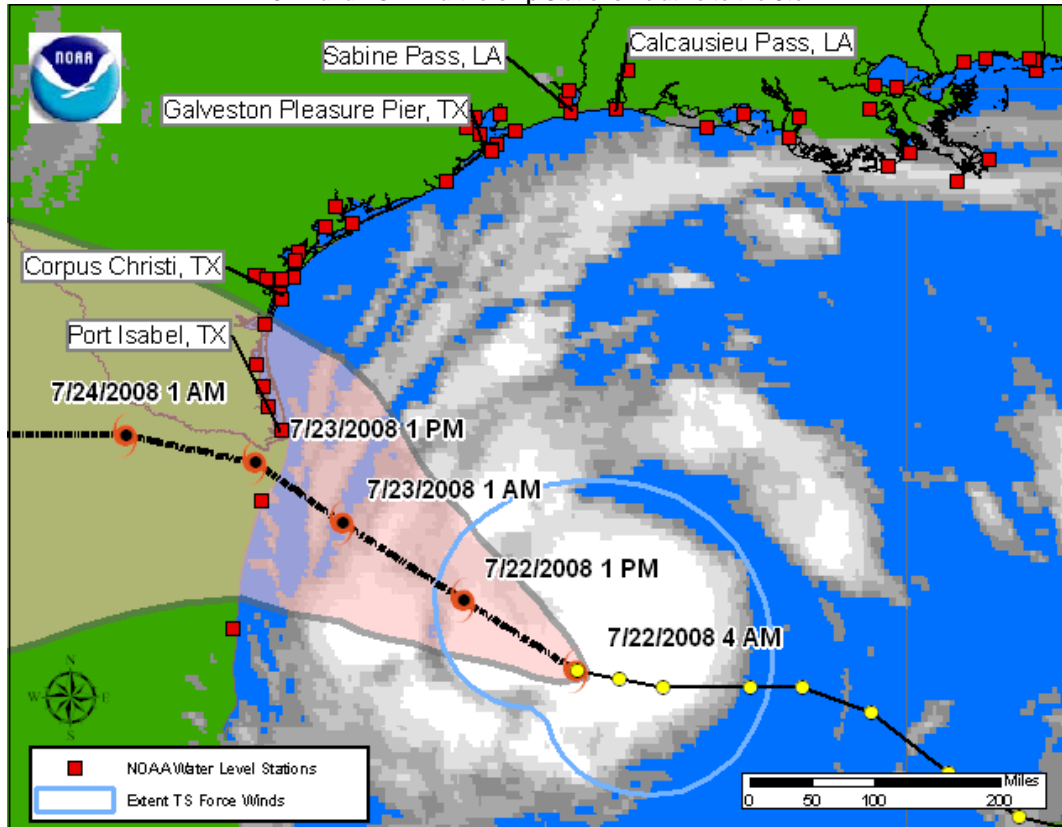 NOAA
Sabine Pass, LA
Calcausieu Pass, LA
Galveston Pleasure Pier, TX
Corpus Christi, TX
Port Isabel, TX
7/24/2008 1 AM
7/23/2008 1 PM
7/23/2008 1 AM
7/22/2008 1 PM
7/22/2008 4 AM
N
W E
S
NOAA Water Level Stations
Extent TS Force Winds
Miles
0 50 100 200